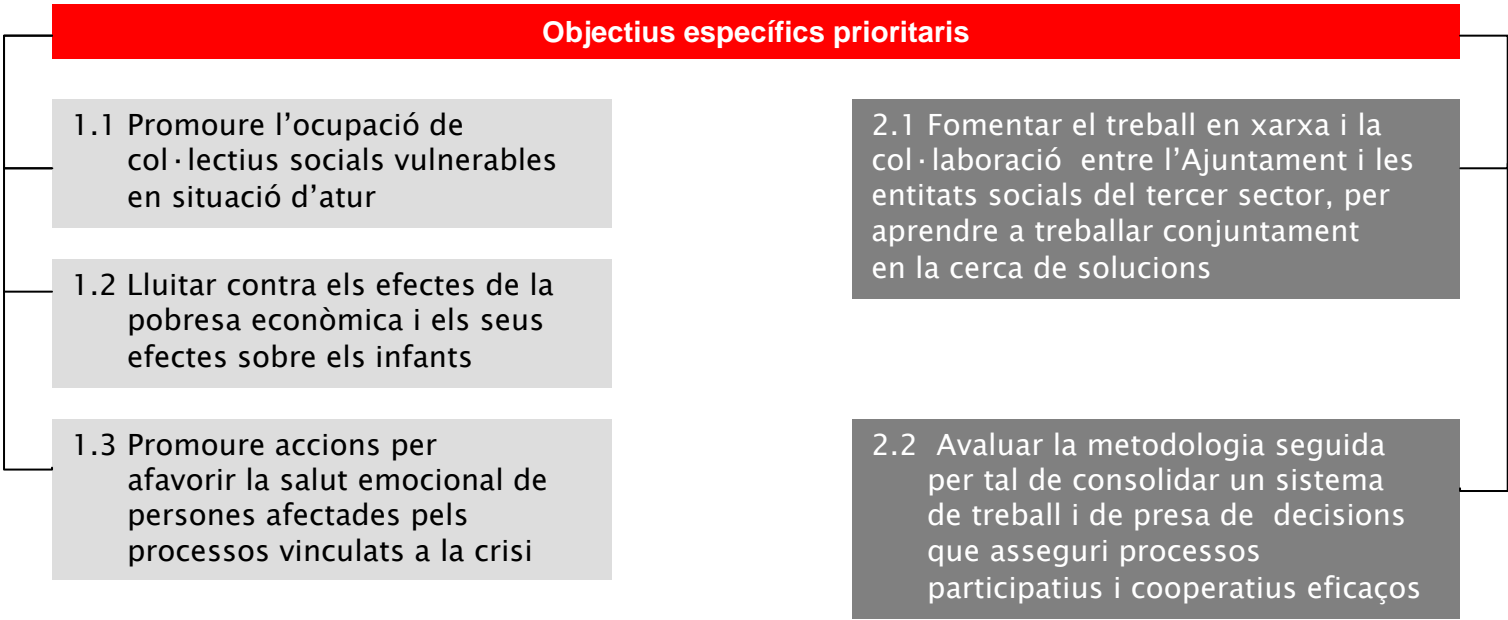 Objectius específics prioritaris
1.1 Promoure l’ocupació de
col·lectius socials vulnerables
en situació d’atur
1.2 Lluitar contra els efectes de la
pobresa econòmica i els seus
efectes sobre els infants
1.3 Promoure accions per
afavorir la salut emocional de
persones afectades pels
processos vinculats a la crisi
2.1 Fomentar el treball en xarxa i la
col·laboració entre l’Ajuntament i les
entitats socials del tercer sector, per
aprendre a treballar conjuntament
en la cerca de solucions
2.2 Avaluar la metodologia seguida
per tal de consolidar un sistema
de treball i de presa de decisions
que asseguri processos
participatius i cooperatius eficaços